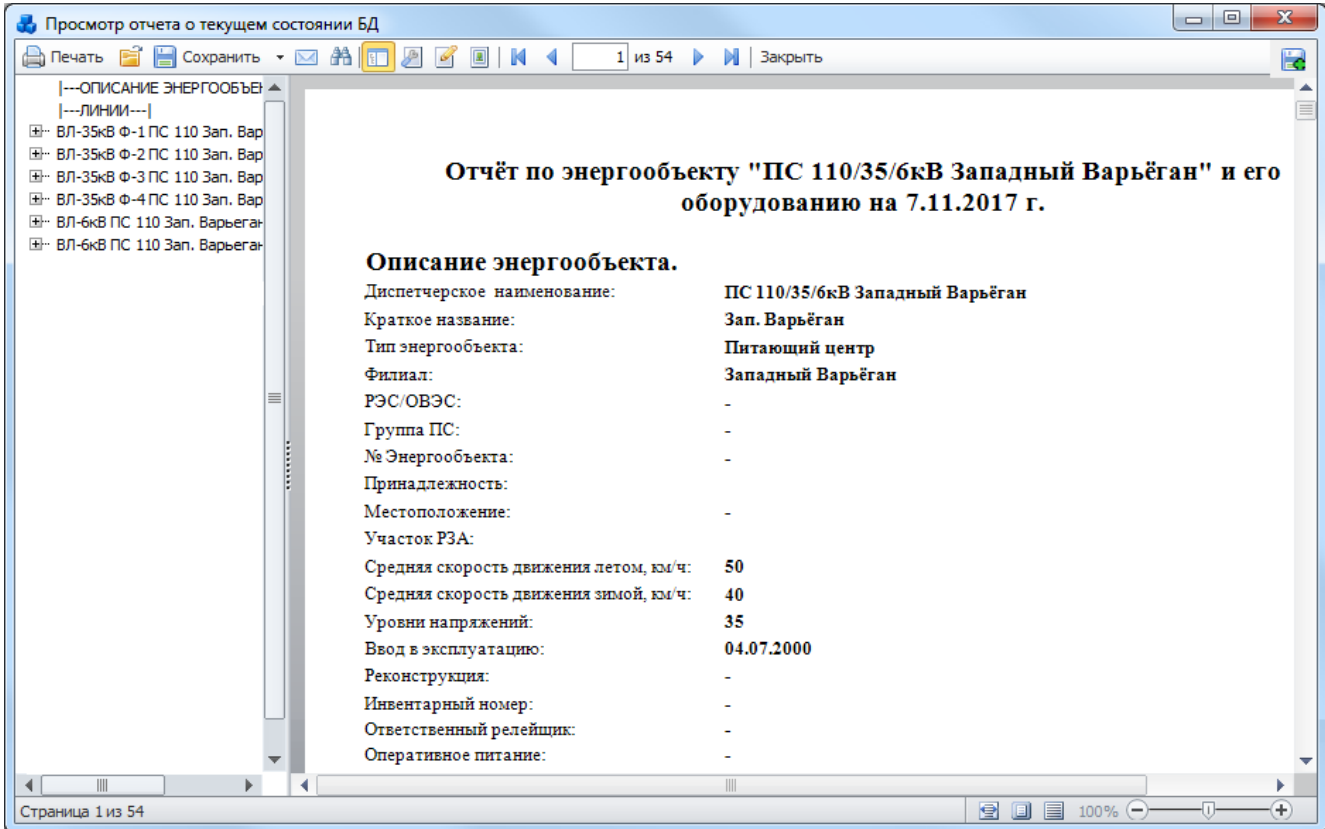 Просмотр отчета о текущем состоянии БД
Печать Сохранить 1 из 54 Закрыть
|---ОПИСАНИЕ ЭНЕРГООБЪЕ
|---ЛИНИИ---|
ВЛ-35кВ Ф-1 ПС 110 Зап. Вар
ВЛ-35кВ Ф-2 ПС 110 Зап. Вар
ВЛ-35кВ Ф-3 ПС 110 Зап. Вар
ВЛ-35кВ Ф-4 ПС 110 Зап. Вар
ВЛ-6кВ ПС 110 Зап. Варьеган
ВЛ-6кВ ПС 110 Зап. Варьеган
Отчёт по энергообъекту "ПС 110/35/6кВ Западный Варьёган" и его
оборудованию на 7.11.2017 г.
Описание энергообъекта.
Диспетчерское наименование: ПС 110/35/6кВ Западный Варьёган
Краткое название: Зап. Варьёган
Тип энергообъекта: Питающий центр
Филиал: Западный Варьёган
РЭС/ОВЭС: -
Группа ПС: -
№ Энергообъекта: -
Принадлежность:
Местоположение: -
Участок РЗА:
Средняя скорость движения летом, км/ч: 50
Средняя скорость движения зимой, км/ч: 40
Уровни напряжений: 35
Ввод в эксплуатацию: 04.07.2000
Реконструкция: -
Инвентарный номер: -
Ответственный релейщик: -
Оперативное питание: -
Страница 1 из 54 100%